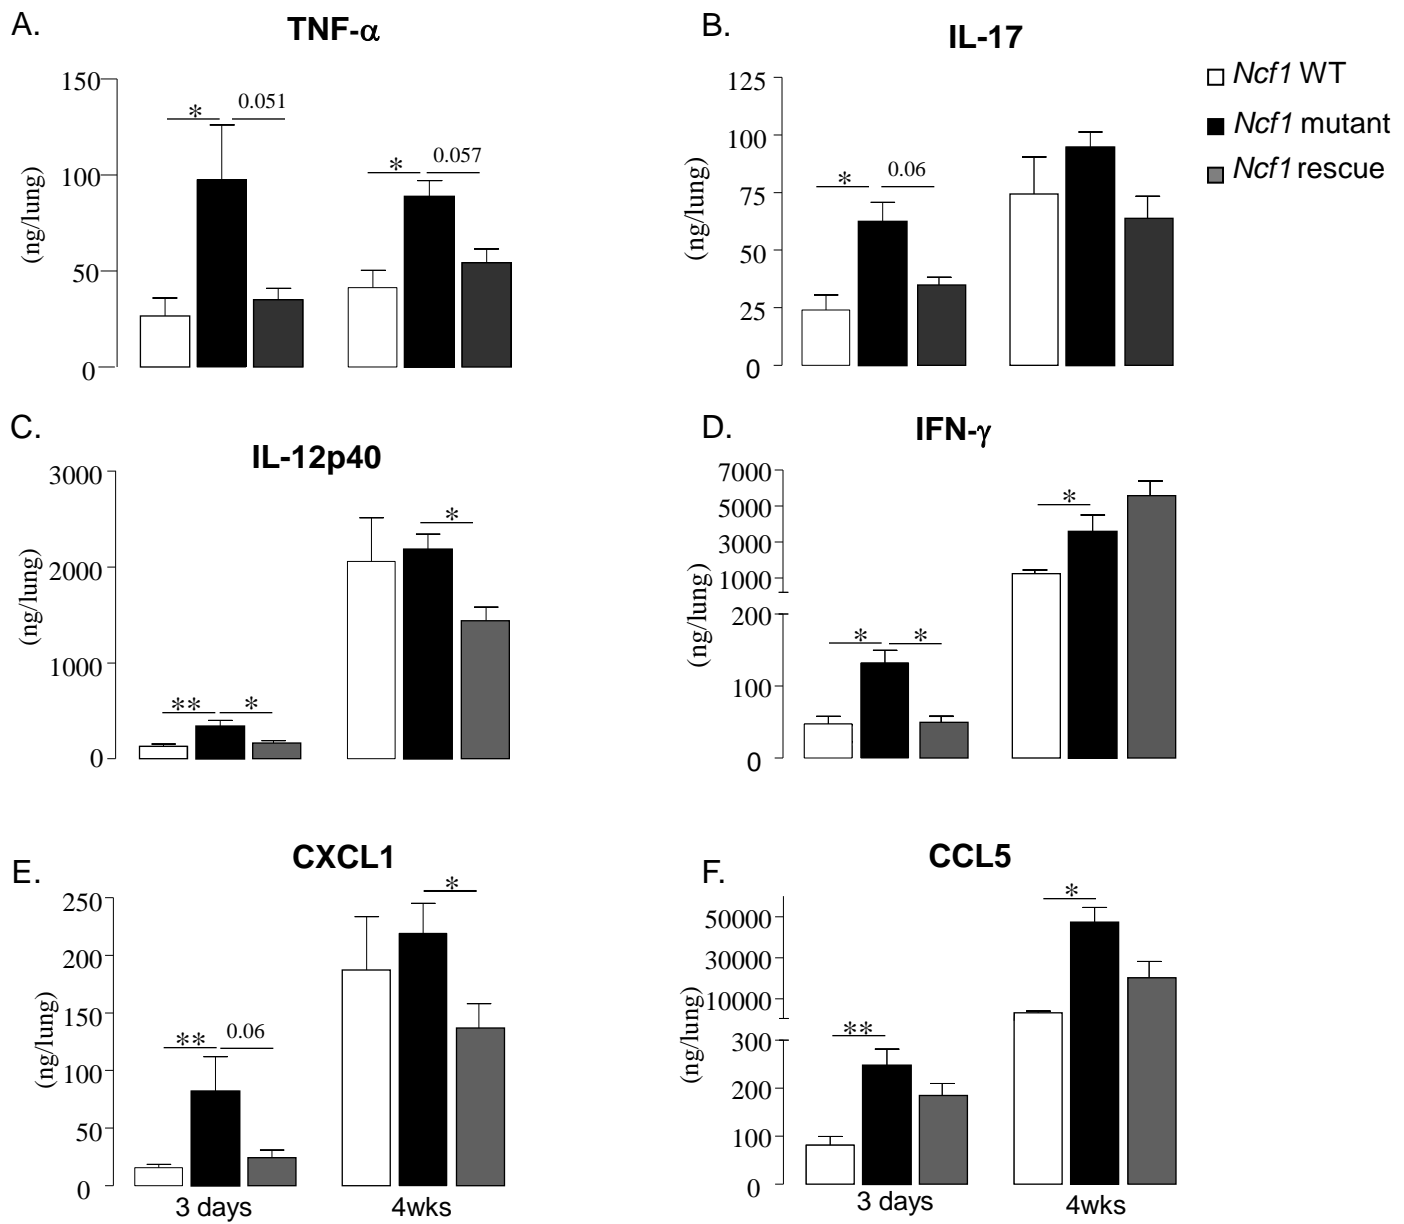 A.
TNF-α
150
100
50
0
(ng/lung)
*
0.051
*
0.057
B.
IL-17
125
100
75
50
25
0
(ng/lung)
*
0.06
Ncf1 WT
Ncf1 mutant
Ncf1 rescue
C.
IL-12p40
3000
2000
1000
0
(ng/lung)
**
*
*
D.
IFN-γ
7000
5000
3000
1000
200
100
0
(ng/lung)
*
*
*
E.
CXCL1
250
200
150
100
50
0
(ng/lung)
**
0.06
*
3 days
4wks
F.
CCL5
50000
30000
10000
300
200
100
0
(ng/lung)
**
*
3 days
4wks